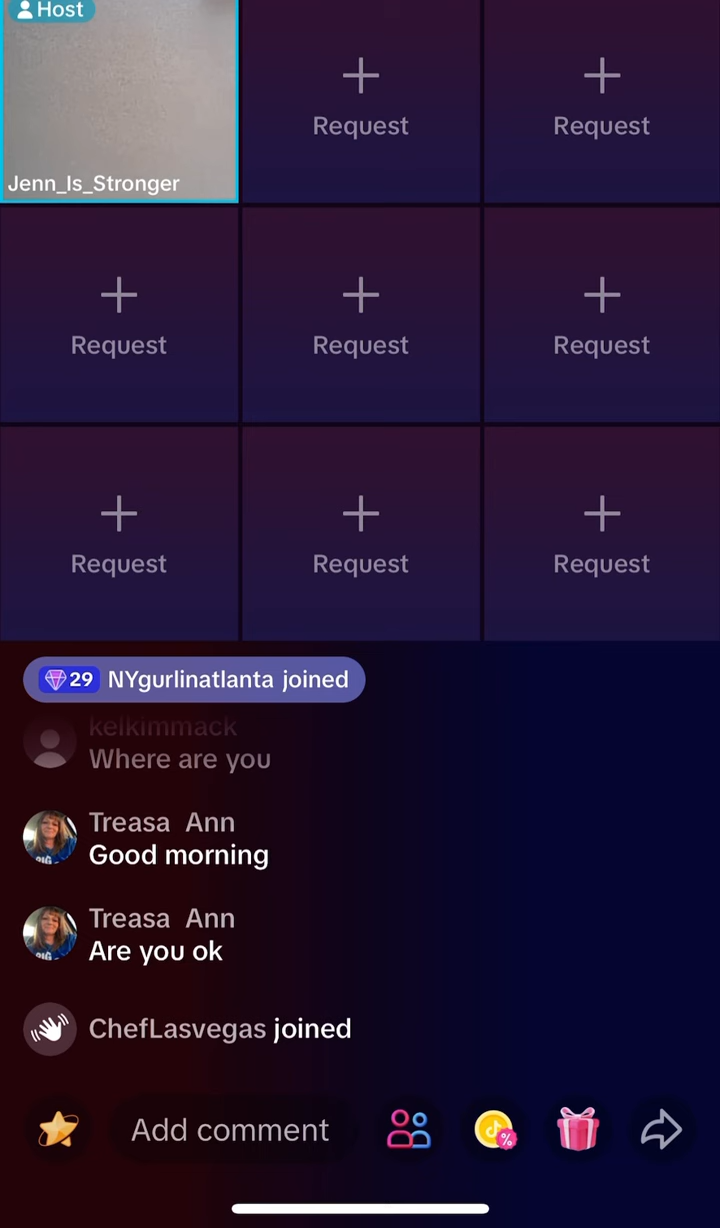 Host
Jenn_Is_Stronger
Request
Request
Request
Request
Request
Request
Request
Request
29 NYgurlinatlanta joined
kelkimmack
Where are you
Treasa Ann
Good morning
Treasa Ann
Are you ok
ChefLasvegas joined
Add comment
%